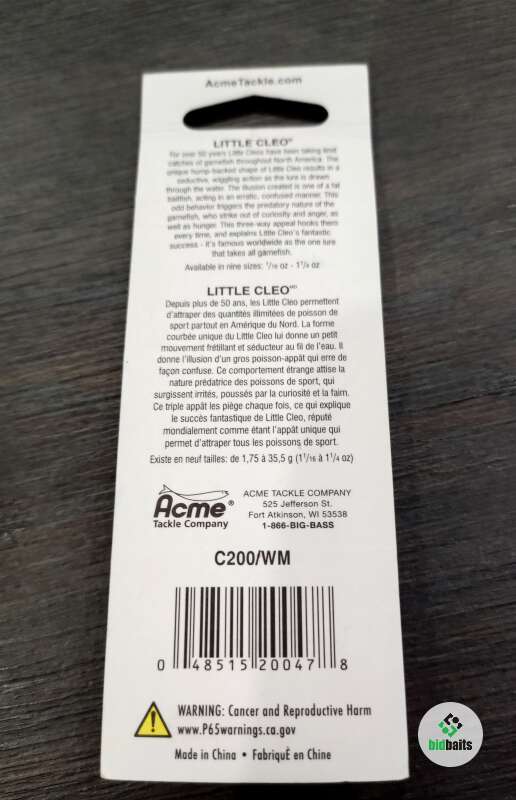 AcmeTackle.com
LITTLE CLEO®
For over 50 years Little Cleos have been taking limit
catches of gamefish throughout North America. The
unique hump-backed shape of Little Cleo results in a
seductive, wiggling action as the lure is drawn
through the water. The illusion created is one of a fat
baitfish, acting in an erratic, confused manner. This
odd behavior triggers the predatory nature of the
gamefish, who strike out of curiosity and anger, as
well as hunger. This three-way appeal hooks them
every time, and explains Little Cleo's fantastic
success - it's famous worldwide as the one lure
that takes all gamefish.
Available in nine sizes: 1/16 oz - 1 1/4 oz
LITTLE CLEO
Depuis plus de 50 ans, les Little Cleo permettent
d'attraper des quantités illimitées de poisson de
sport partout en Amérique du Nord. La forme
courbée unique du Little Cleo lui donne un petit
mouvement frétillant et séducteur au fil de l'eau. Il
donne l'illusion d'un gros poisson-appât qui erre de
façon confuse. Ce comportement étrange attise la
nature prédatrice des poissons de sport, qui
surgissent irrités, poussés par la curiosité et la faim.
Ce triple appât les piège chaque fois, ce qui explique
le succès fantastique de Little Cleo, réputé
mondialement comme étant l'appât unique qui
permet d'attraper tous les poissons de sport.
Existe en neuf tailles: de 1,75 à 35,5 g (1 1/16 à 1 1/4 oz)
Acme®
Tackle Company
ACME TACKLE COMPANY
525 Jefferson St.
Fort Atkinson, WI 53538
1-866-BIG-BASS
C200/WM
0 48515 20047 8
WARNING: Cancer and Reproductive Harm
www.P65warnings.ca.gov
Made in China • FabriquÈ en Chine
bidbaits